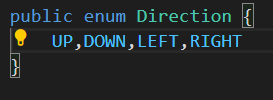 public enum Direction {
UP,DOWN,LEFT,RIGHT
}